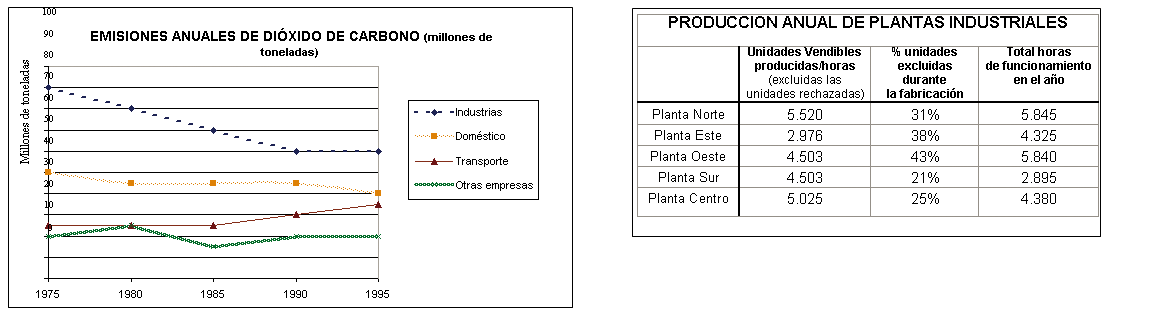 EMISIONES ANUALES DE DIÓXIDO DE CARBONO (millones de
toneladas)
Millones de toneladas
100
90
80
70
60
50
40
30
20
10
1975 1980 1985 1990 1995
Industrias
Doméstico
Transporte
Otras empresas
PRODUCCION ANUAL DE PLANTAS INDUSTRIALES
Unidades Vendibles % unidades Total horas
producidas/horas excluidas de funcionamiento
(excluidas las durante en el año
unidades rechazadas) la fabricación
Planta Norte 5.520 31% 5.845
Planta Este 2.976 38% 4.325
Planta Oeste 4.503 43% 5.840
Planta Sur 4.503 21% 2.895
Planta Centro 5.025 25% 4.380